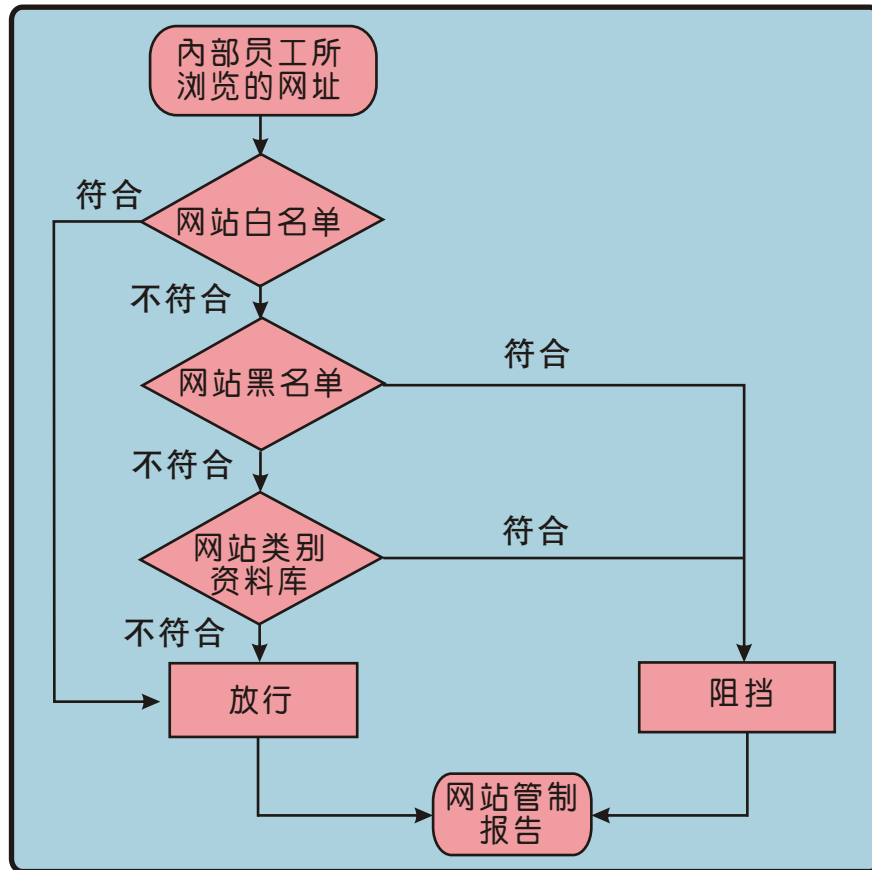 內部员工所
浏览的网址
符合
网站白名单
不符合
符合
网站黑名单
不符合
符合
网站类别
资料库
不符合
放行
阻挡
网站管制
报告